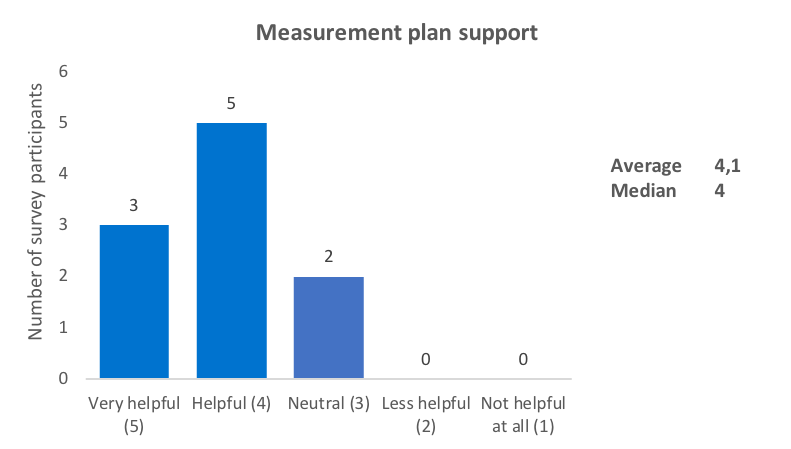 Measurement plan support
Number of survey participants
6
5
4
3
2
1
0
3
5
2
0
0
Very helpful
(5)
Helpful (4)
Neutral (3)
Less helpful
(2)
Not helpful
at all (1)
Average 4,1
Median 4